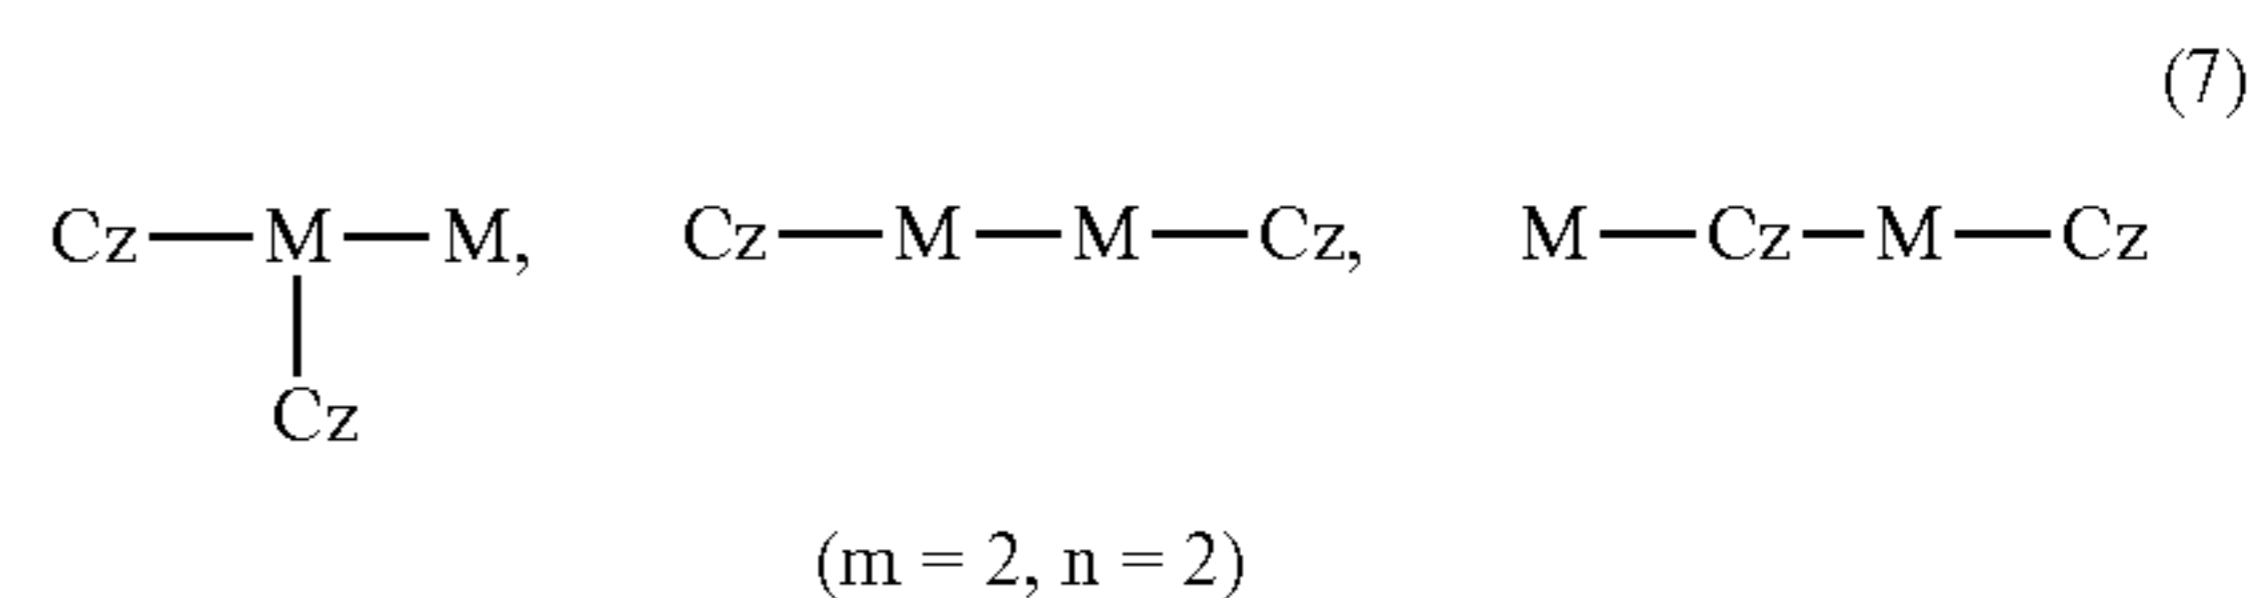 (7)
Cz—M—M, Cz—M—M—Cz, M—Cz—M—Cz
Cz
(m = 2, n = 2)